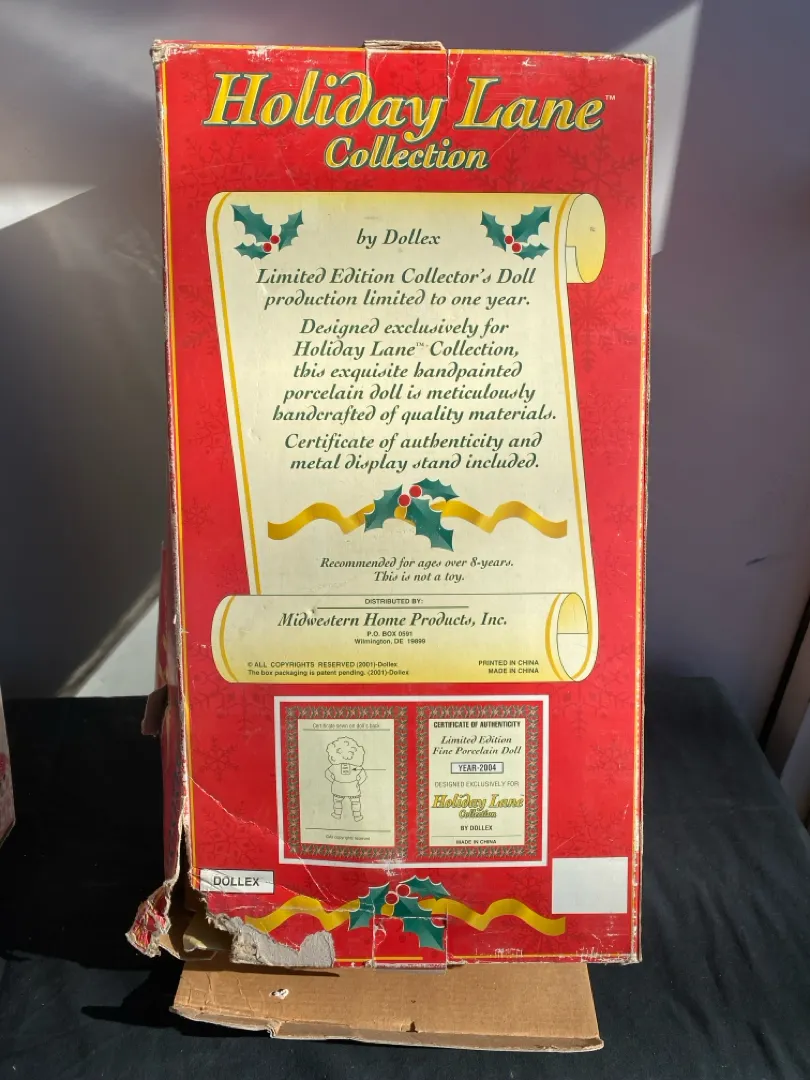 Holiday Lane™
Collection
by Dollex
Limited Edition Collector's Doll
production limited to one year.
Designed exclusively for
Holiday Lane™ Collection,
this exquisite handpainted
porcelain doll is meticulously
handcrafted of quality materials.
Certificate of authenticity and
metal display stand included.
Recommended for ages over 8-years.
This is not a toy.
DISTRIBUTED BY:
Midwestern Home Products, Inc.
P.O. BOX 0591
Wilmington, DE 19899
© ALL COPYRIGHTS RESERVED (2001)-Dollex
The box packaging is patent pending. (2001)-Dollex
PRINTED IN CHINA
MADE IN CHINA
Certificate sewn on doll's back
CERTIFICATE OF AUTHENTICITY
Limited Edition
Fine Porcelain Doll
YEAR-2004
DESIGNED EXCLUSIVELY FOR
Holiday Lane
Collection
BY DOLLEX
MADE IN CHINA
DOLLEX